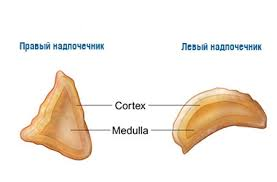 Правый надпочечник
Левый надпочечник
Cortex
Medulla